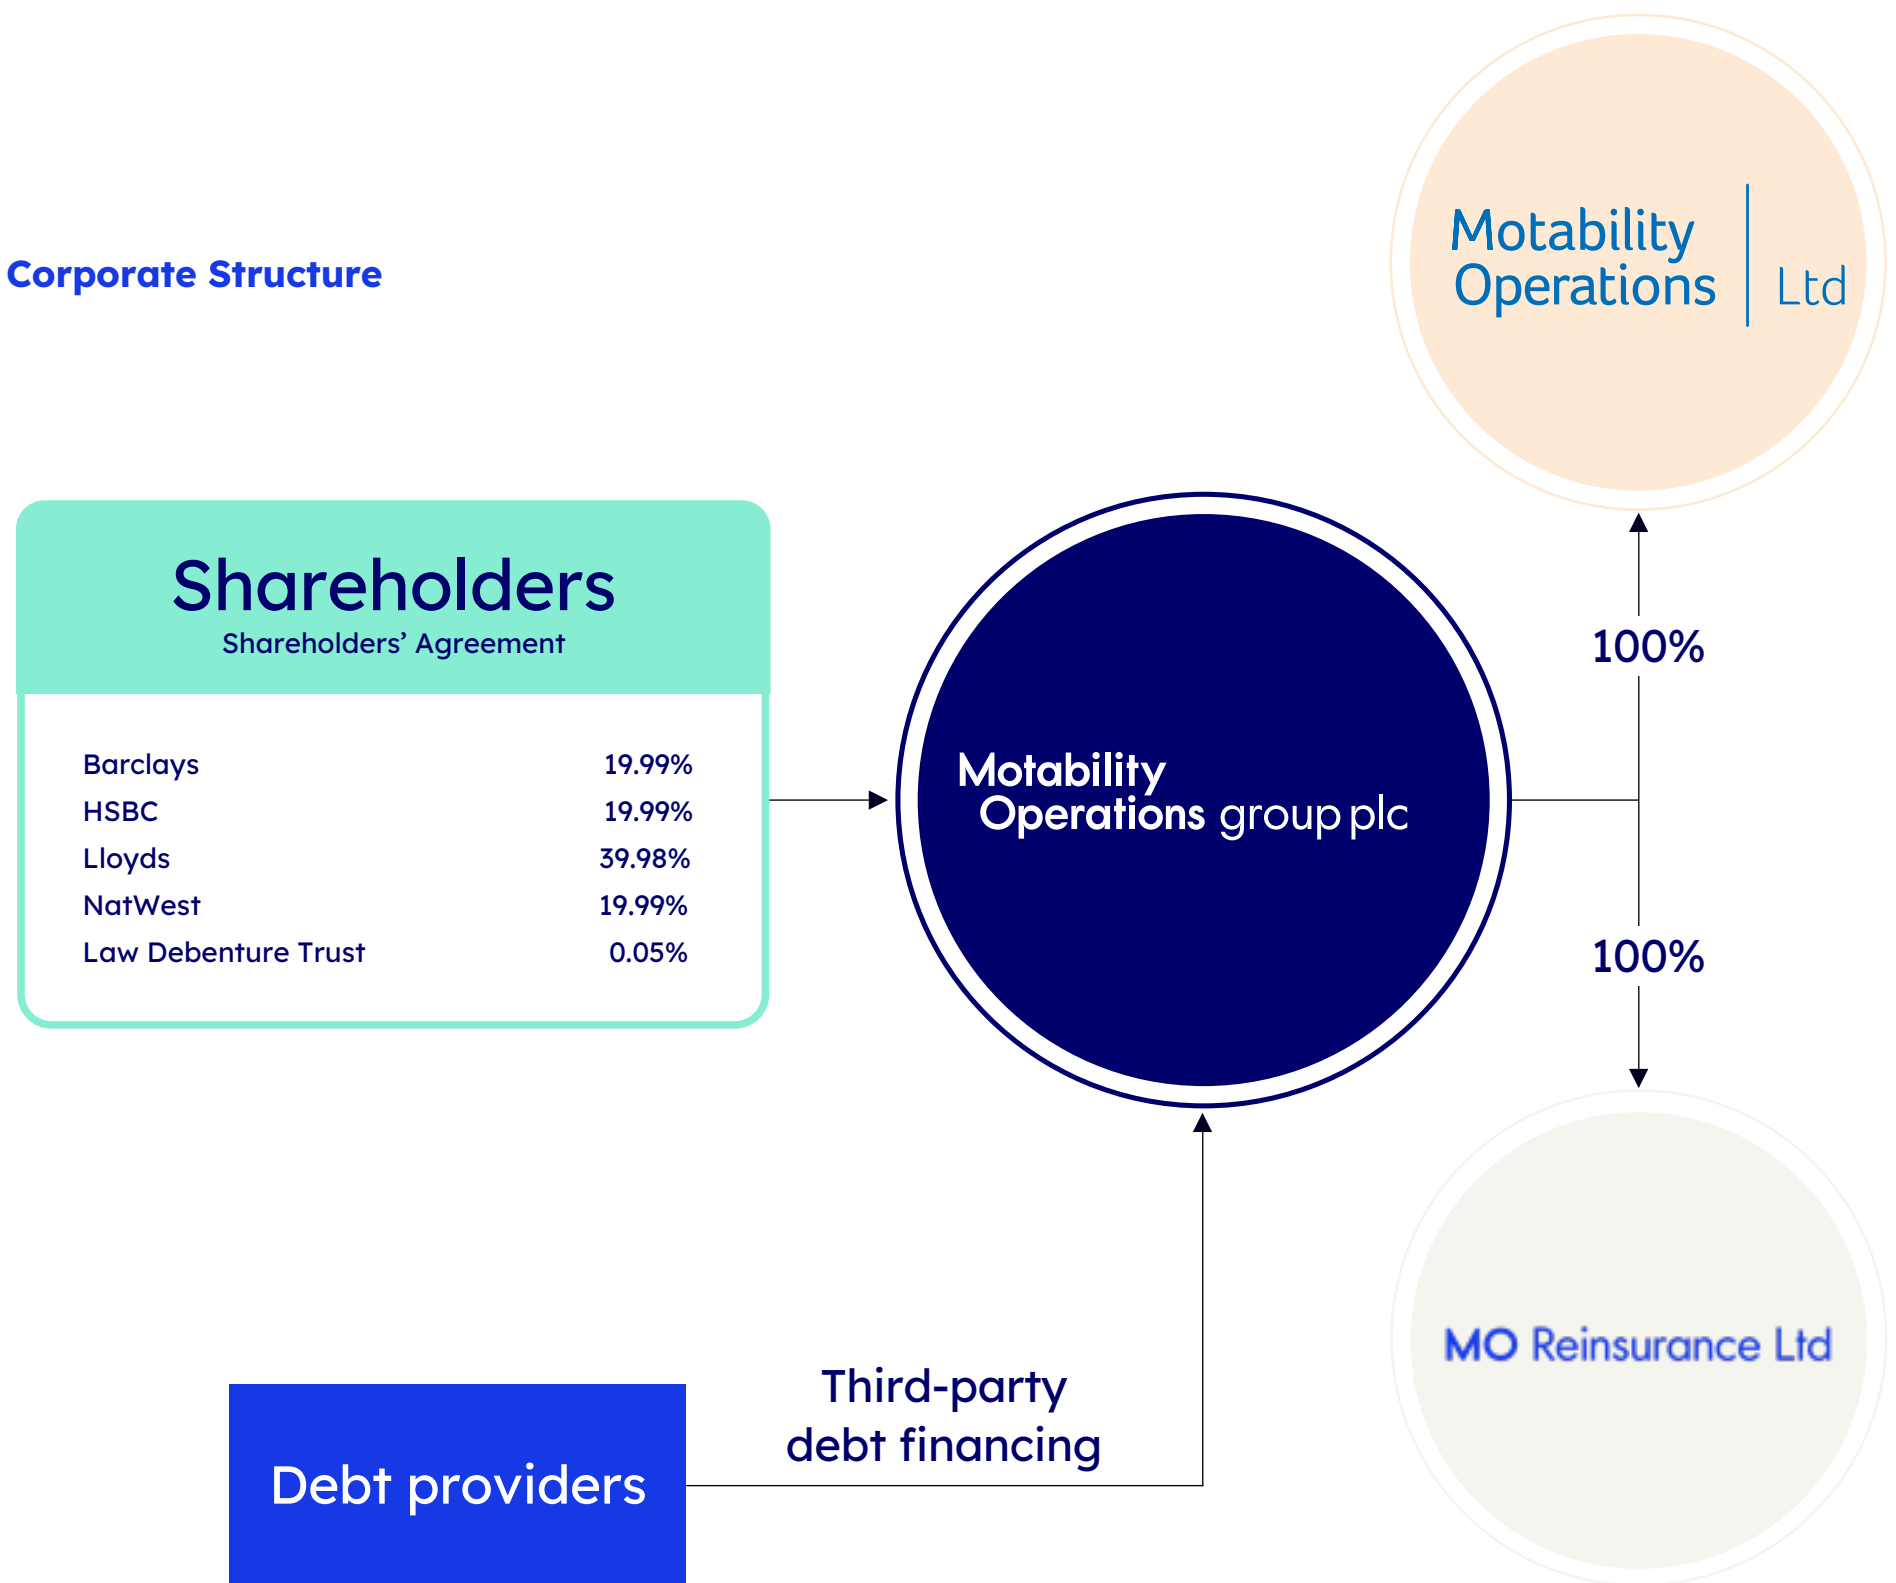 Corporate Structure
Motability
Operations
Ltd
Shareholders
Shareholders’ Agreement
Barclays 19.99%
HSBC 19.99%
Lloyds 39.98%
NatWest 19.99%
Law Debenture Trust 0.05%
Motability
Operations group plc
100%
100%
MO Reinsurance Ltd
Third-party
debt financing
Debt providers